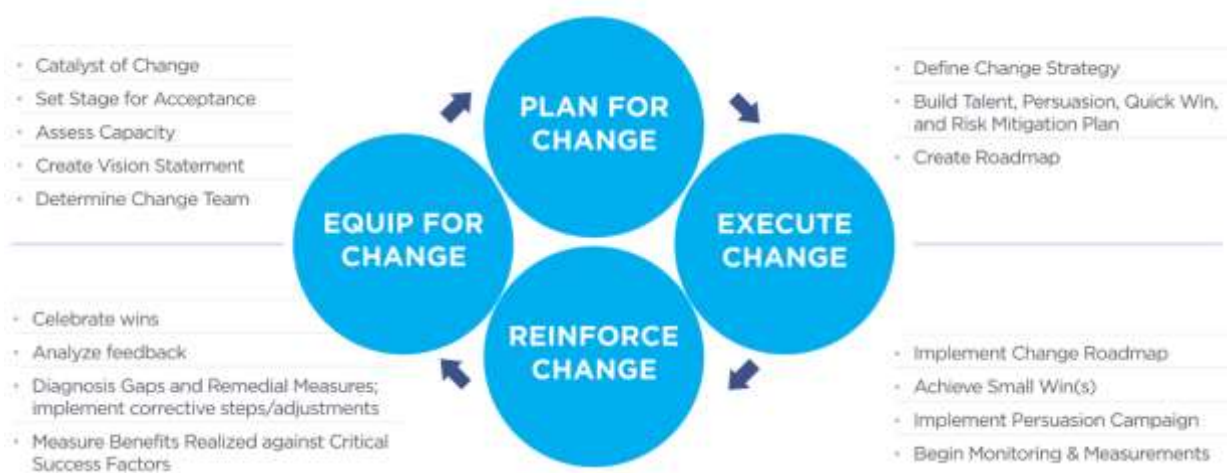 Catalyst of Change
Set Stage for Acceptance
Assess Capacity
Create Vision Statement
Determine Change Team
PLAN FOR
CHANGE
Define Change Strategy
Build Talent, Persuasion, Quick Win,
and Risk Mitigation Plan
Create Roadmap
EQUIP FOR
CHANGE
EXECUTE
CHANGE
Celebrate wins
Analyze feedback
Diagnosis Gaps and Remedial Measures;
implement corrective steps/adjustments
Measure Benefits Realized against Critical
Success Factors
REINFORCE
CHANGE
Implement Change Roadmap
Achieve Small Win(s)
Implement Persuasion Campaign
Begin Monitoring & Measurements